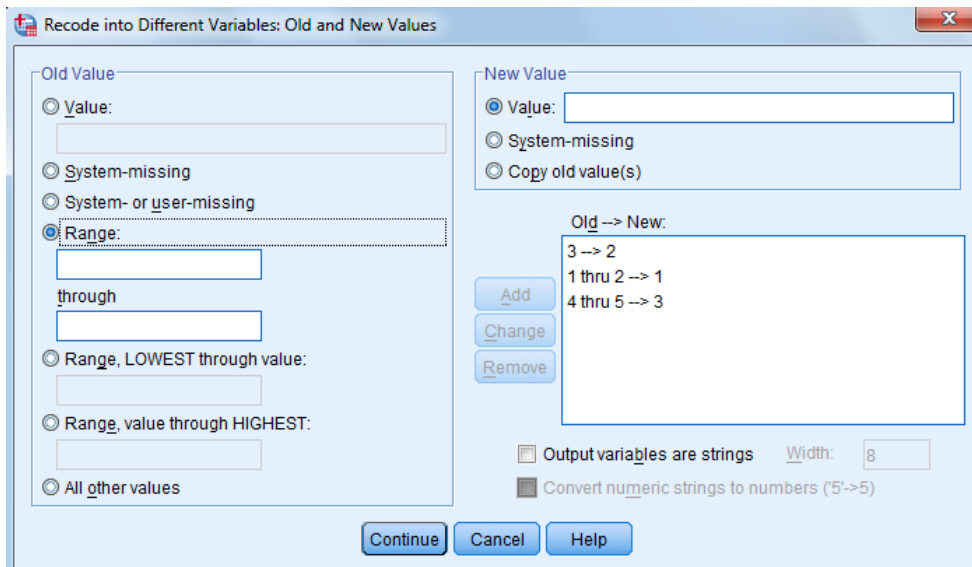 Recode into Different Variables: Old and New Values
Old Value
Value:
System-missing
System- or user-missing
Range:
through
Range, LOWEST through value:
Range, value through HIGHEST:
All other values
New Value
Value:
System-missing
Copy old value(s)
Old --> New:
3 --> 2
1 thru 2 --> 1
4 thru 5 --> 3
Add
Change
Remove
Output variables are strings Width: 8
Convert numeric strings to numbers ('5'->5)
Continue Cancel Help